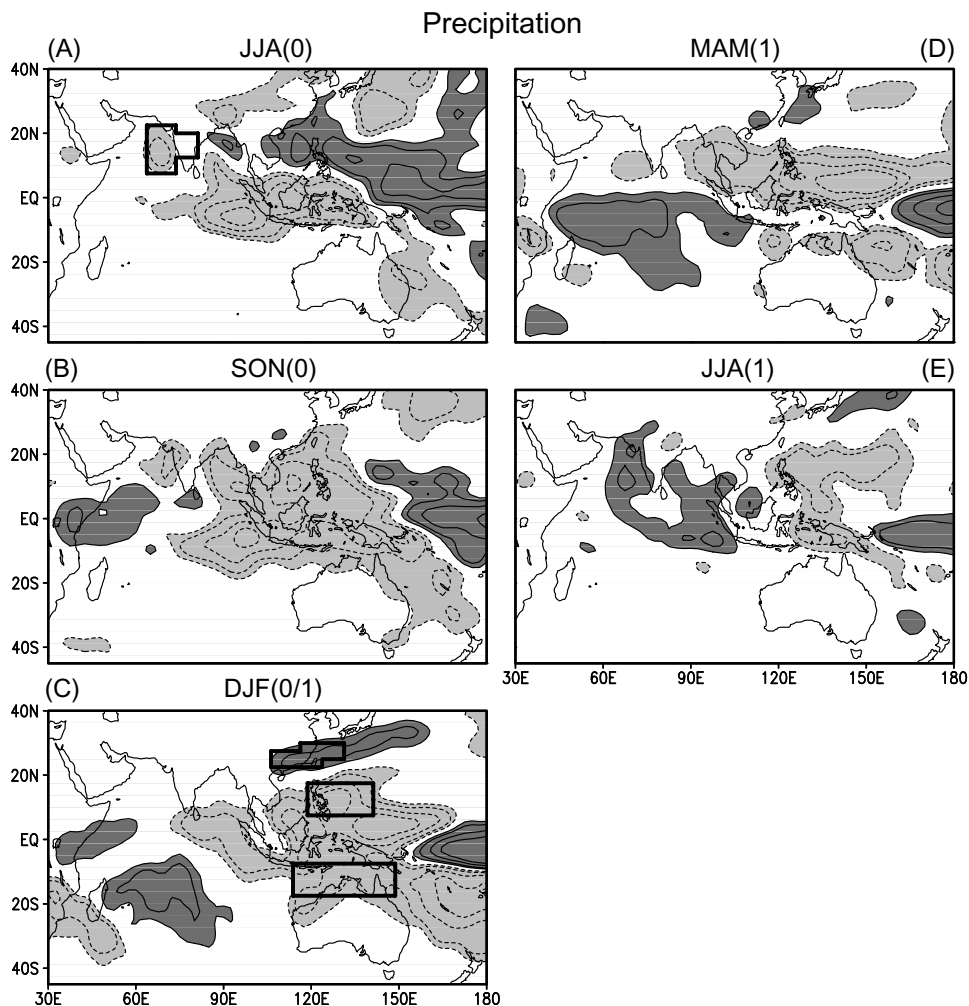 Precipitation
(A) JJA(0)
40N
20N
EQ
20S
40S
MAM(1) (D)
(B) SON(0)
40N
20N
EQ
20S
40S
JJA(1) (E)
30E 60E 90E 120E 150E 180
(C) DJF(0/1)
40N
20N
EQ
20S
40S
30E 60E 90E 120E 150E 180